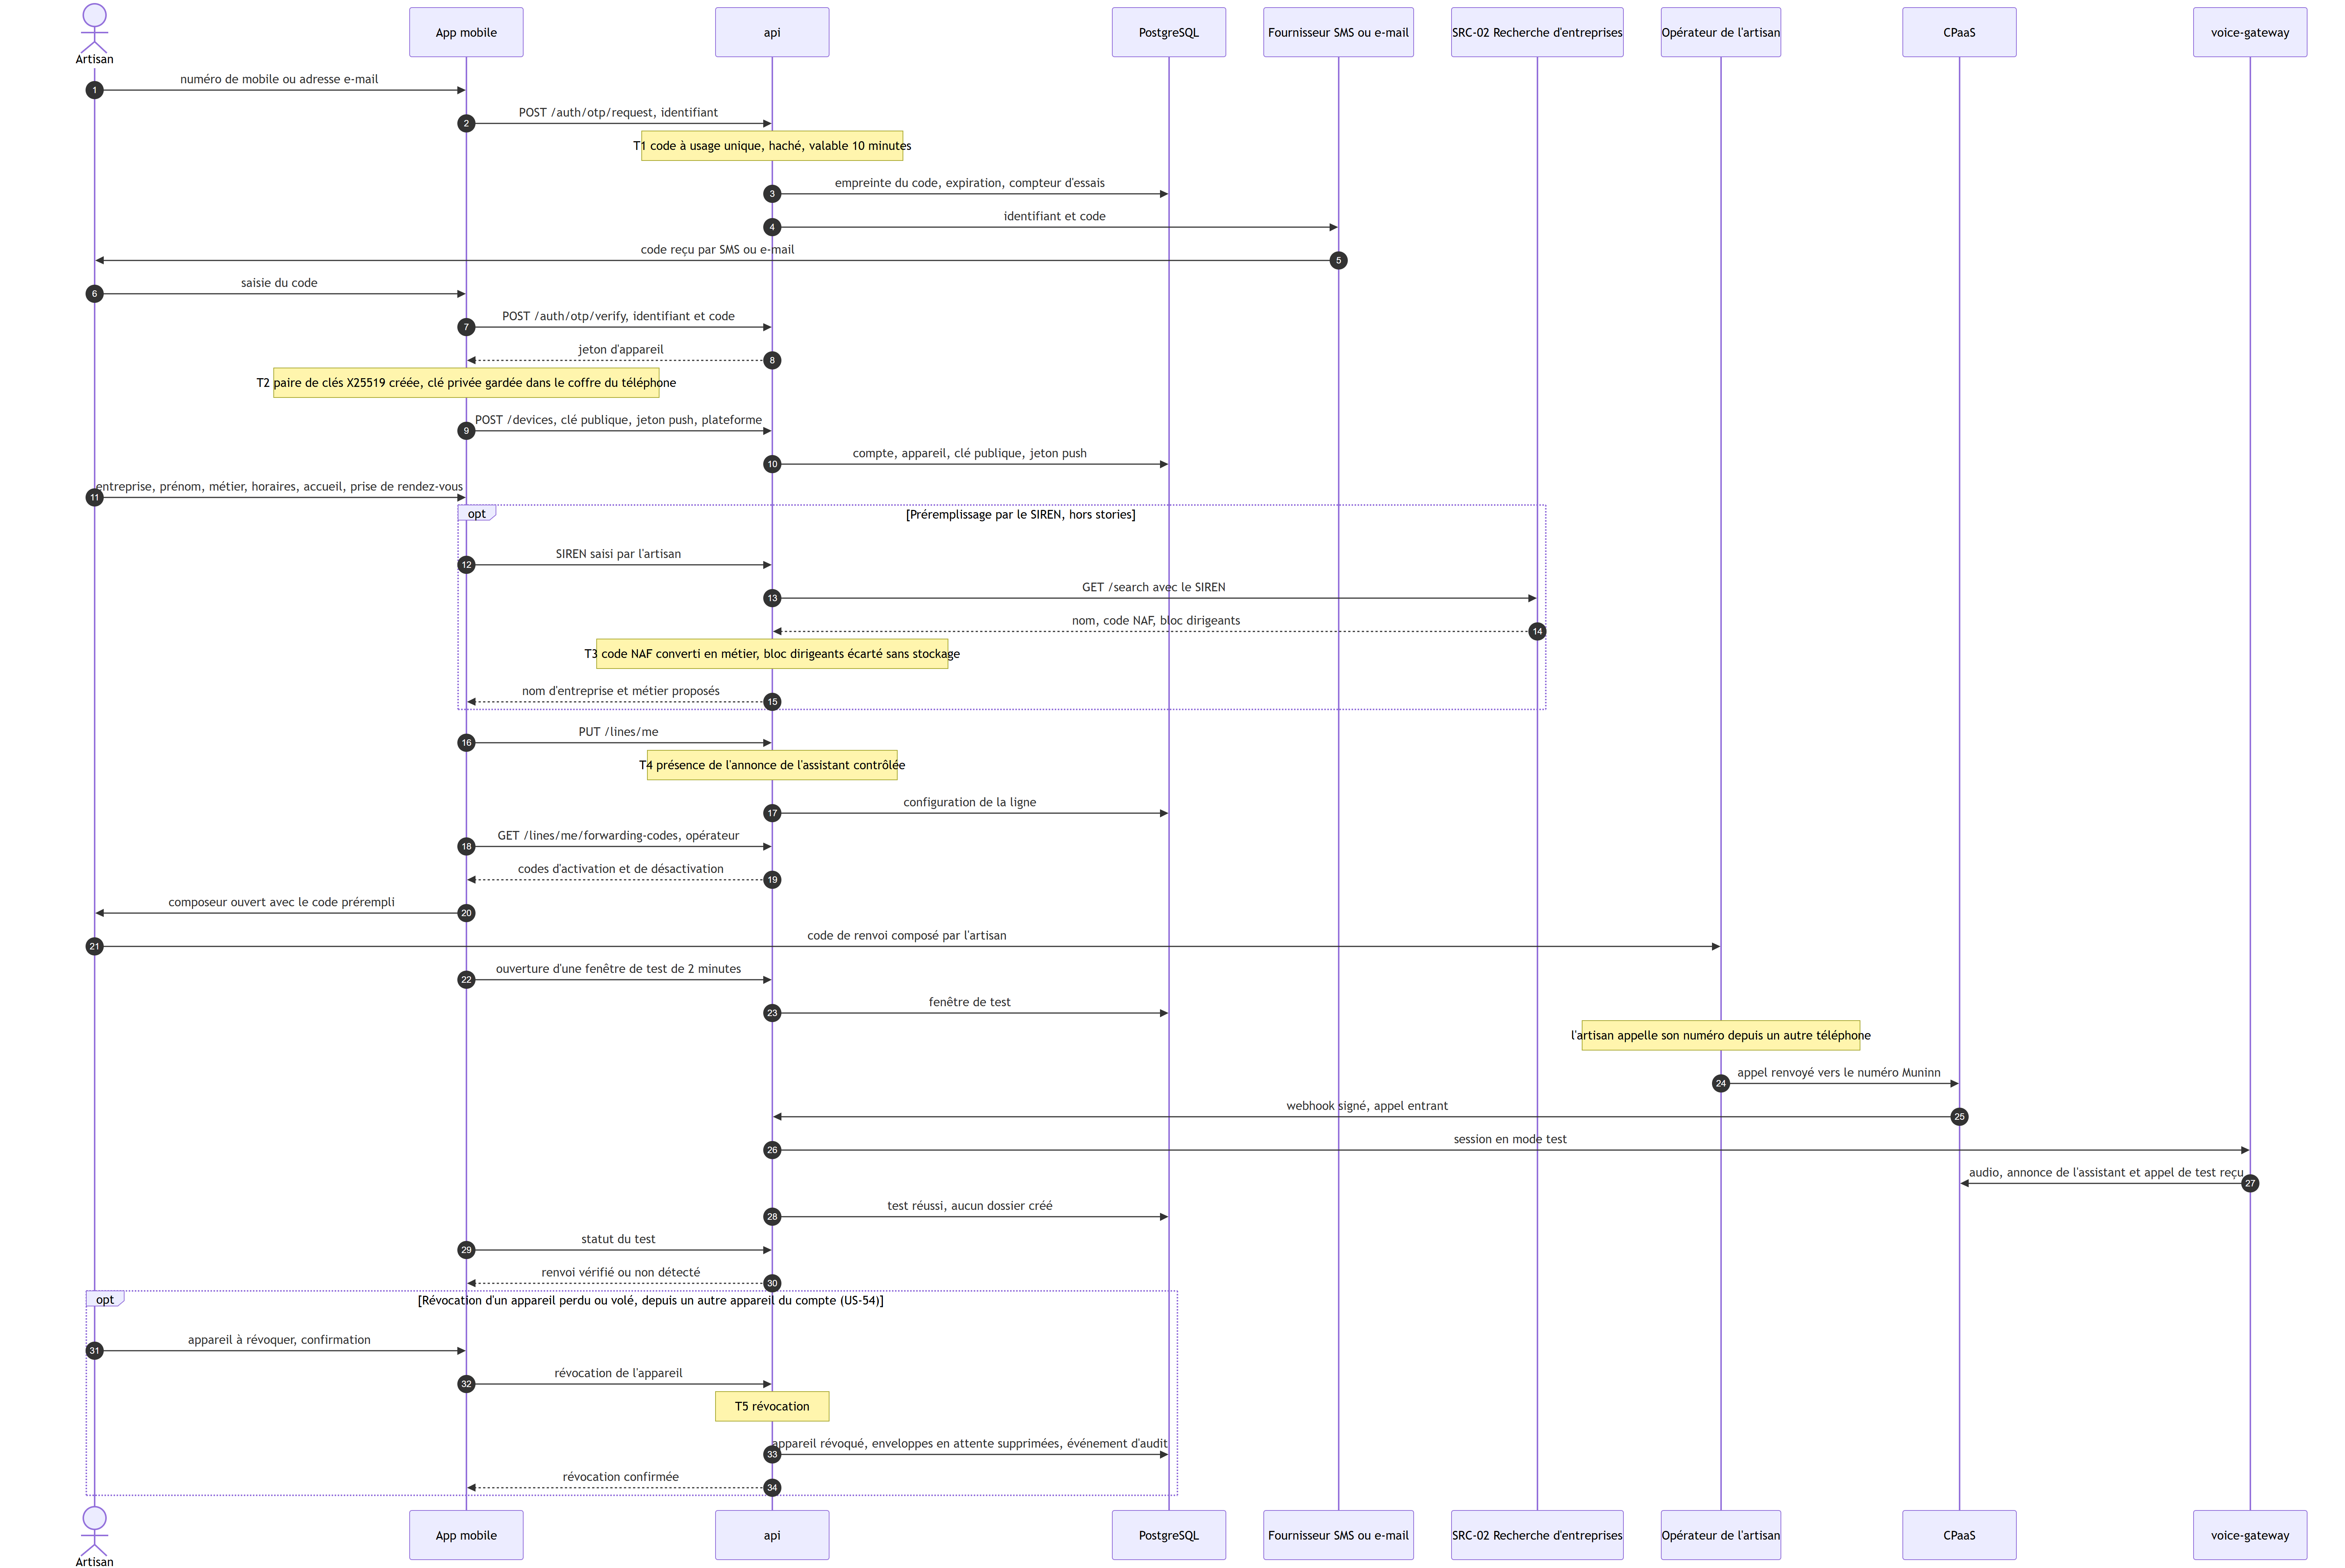 Artisan
App mobile
api
PostgreSQL
Fournisseur SMS ou e-mail
SRC-02 Recherche d'entreprises
Opérateur de l'artisan
CPaaS
voice-gateway
1
numéro de mobile ou adresse e-mail
2
POST /auth/otp/request, identifiant
T1 code à usage unique, haché, valable 10 minutes
3
empreinte du code, expiration, compteur d'essais
4
identifiant et code
code reçu par SMS ou e-mail
5
6
saisie du code
7
POST /auth/otp/verify, identifiant et code
jeton d'appareil
8
T2 paire de clés X25519 créée, clé privée gardée dans le coffre du téléphone
9
POST /devices, clé publique, jeton push, plateforme
10
compte, appareil, clé publique, jeton push
11
entreprise, prénom, métier, horaires, accueil, prise de rendez-vous
opt
[Préremplissage par le SIREN, hors stories]
12
SIREN saisi par l'artisan
13
GET /search avec le SIREN
nom, code NAF, bloc dirigeants
14
T3 code NAF converti en métier, bloc dirigeants écarté sans stockage
nom d'entreprise et métier proposés
15
16
PUT /lines/me
T4 présence de l'annonce de l'assistant contrôlée
17
configuration de la ligne
18
GET /lines/me/forwarding-codes, opérateur
codes d'activation et de désactivation
19
composeur ouvert avec le code prérempli
20
21
code de renvoi composé par l'artisan
22
ouverture d'une fenêtre de test de 2 minutes
23
fenêtre de test
l'artisan appelle son numéro depuis un autre téléphone
24
appel renvoyé vers le numéro Muninn
webhook signé, appel entrant
25
26
session en mode test
audio, annonce de l'assistant et appel de test reçu
27
28
test réussi, aucun dossier créé
29
statut du test
renvoi vérifié ou non détecté
30
opt
[Révocation d'un appareil perdu ou volé, depuis un autre appareil du compte (US-54)]
31
appareil à révoquer, confirmation
32
révocation de l'appareil
T5 révocation
33
appareil révoqué, enveloppes en attente supprimées, événement d'audit
révocation confirmée
34
Artisan
App mobile
api
PostgreSQL
Fournisseur SMS ou e-mail
SRC-02 Recherche d'entreprises
Opérateur de l'artisan
CPaaS
voice-gateway